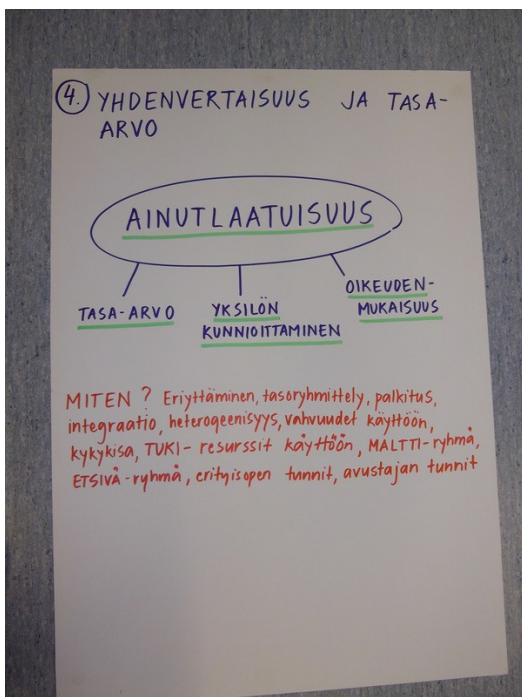 4. YHDENVERTAISUUS JA TASA-
ARVO
AINUTLAATUISUUS
TASA-ARVO
YKSILÖN
KUNNIOITTAMINEN
OIKEUDEN-
MUKAISUUS
MITEN? Eriyttäminen, tasoryhmittely, palkitus,
integraatio, heterogeenisyys, vahvuudet käyttöön,
kykykisa, TUKI-resurssit käyttöön, MALTTI-ryhmä,
ETSIVÄ-ryhmä, erityisopen tunnit, avustajan tunnit